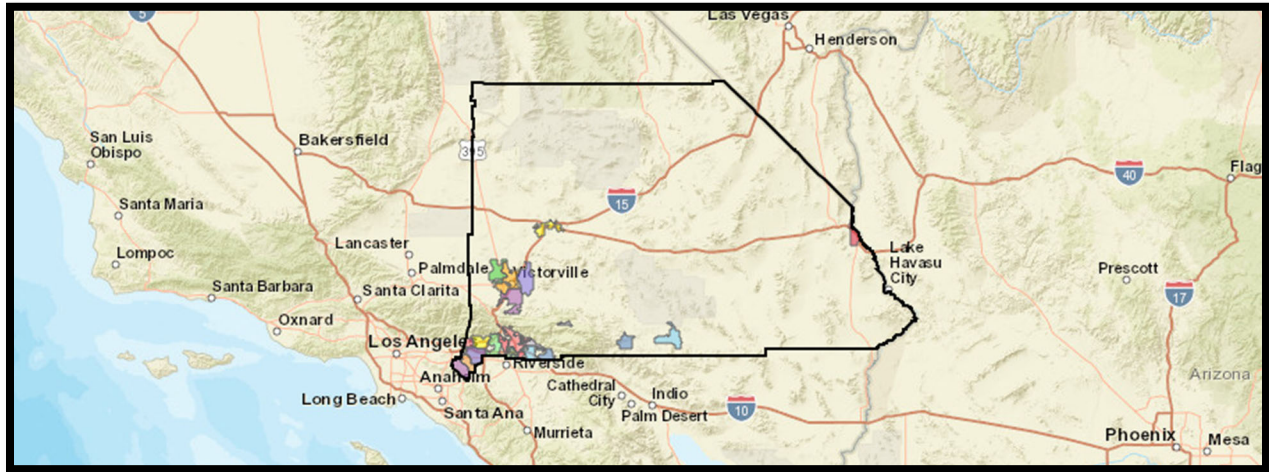 5
Las Vegas
Henderson
San Luis
Obispo
Bakersfield
395
40
Flag
15
Santa Maria
Lancaster
Lake
Havasu
City
Lompoc
Palmdale
Victorville
Prescott
Santa Barbara
Santa Clarita
17
Oxnard
Los Angele
Riverside
Anaheim
Arizona
Cathedral
City
Indio
Long Beach
Santa Ana
Palm Desert
10
Murrieta
Phoenix
Mesa